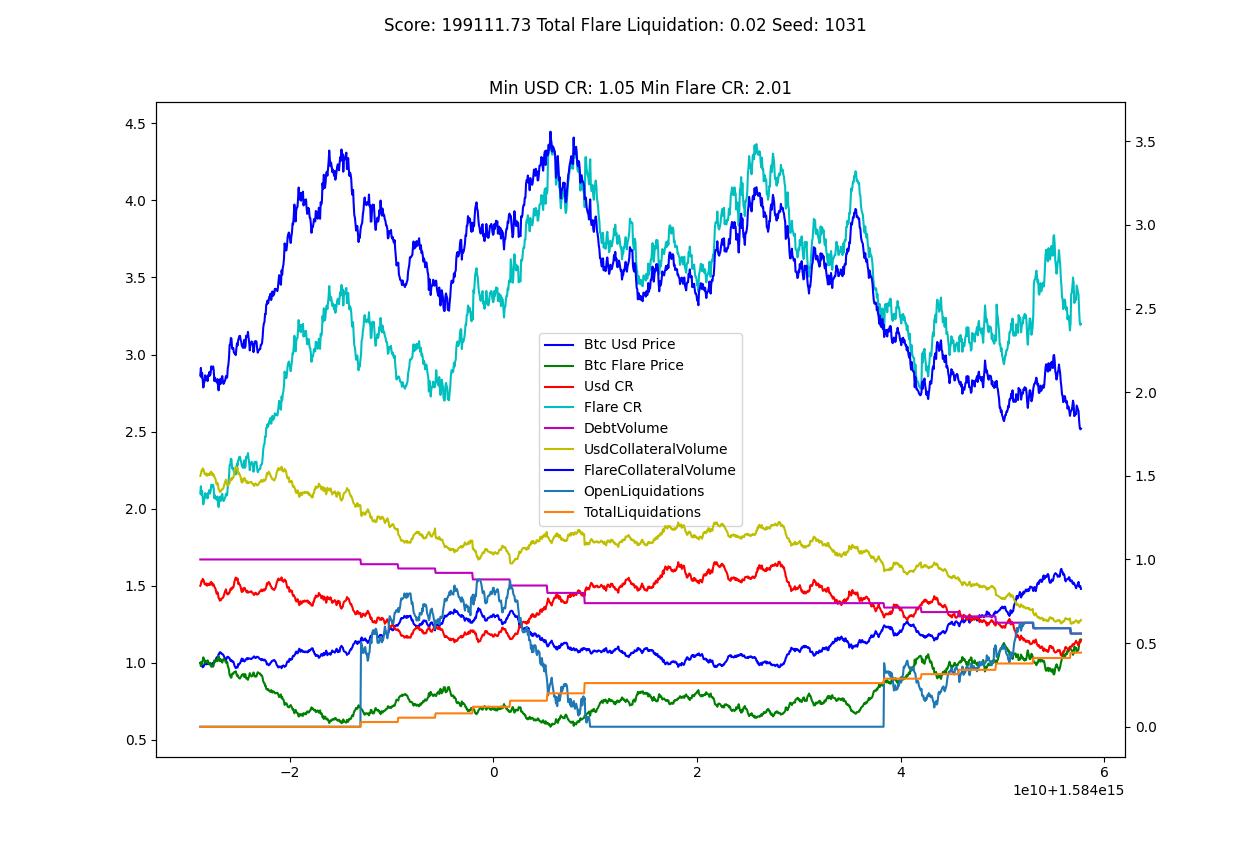 Score: 199111.73 Total Flare Liquidation: 0.02 Seed: 1031
Min USD CR: 1.05 Min Flare CR: 2.01
4.5
4.0
3.5
3.0
2.5
2.0
1.5
1.0
0.5
3.5
3.0
2.5
2.0
1.5
1.0
0.5
0.0
Btc Usd Price
Btc Flare Price
Usd CR
Flare CR
DebtVolume
UsdCollateralVolume
FlareCollateralVolume
OpenLiquidations
TotalLiquidations
−2 0 2 4 6
1e10+1.584e15